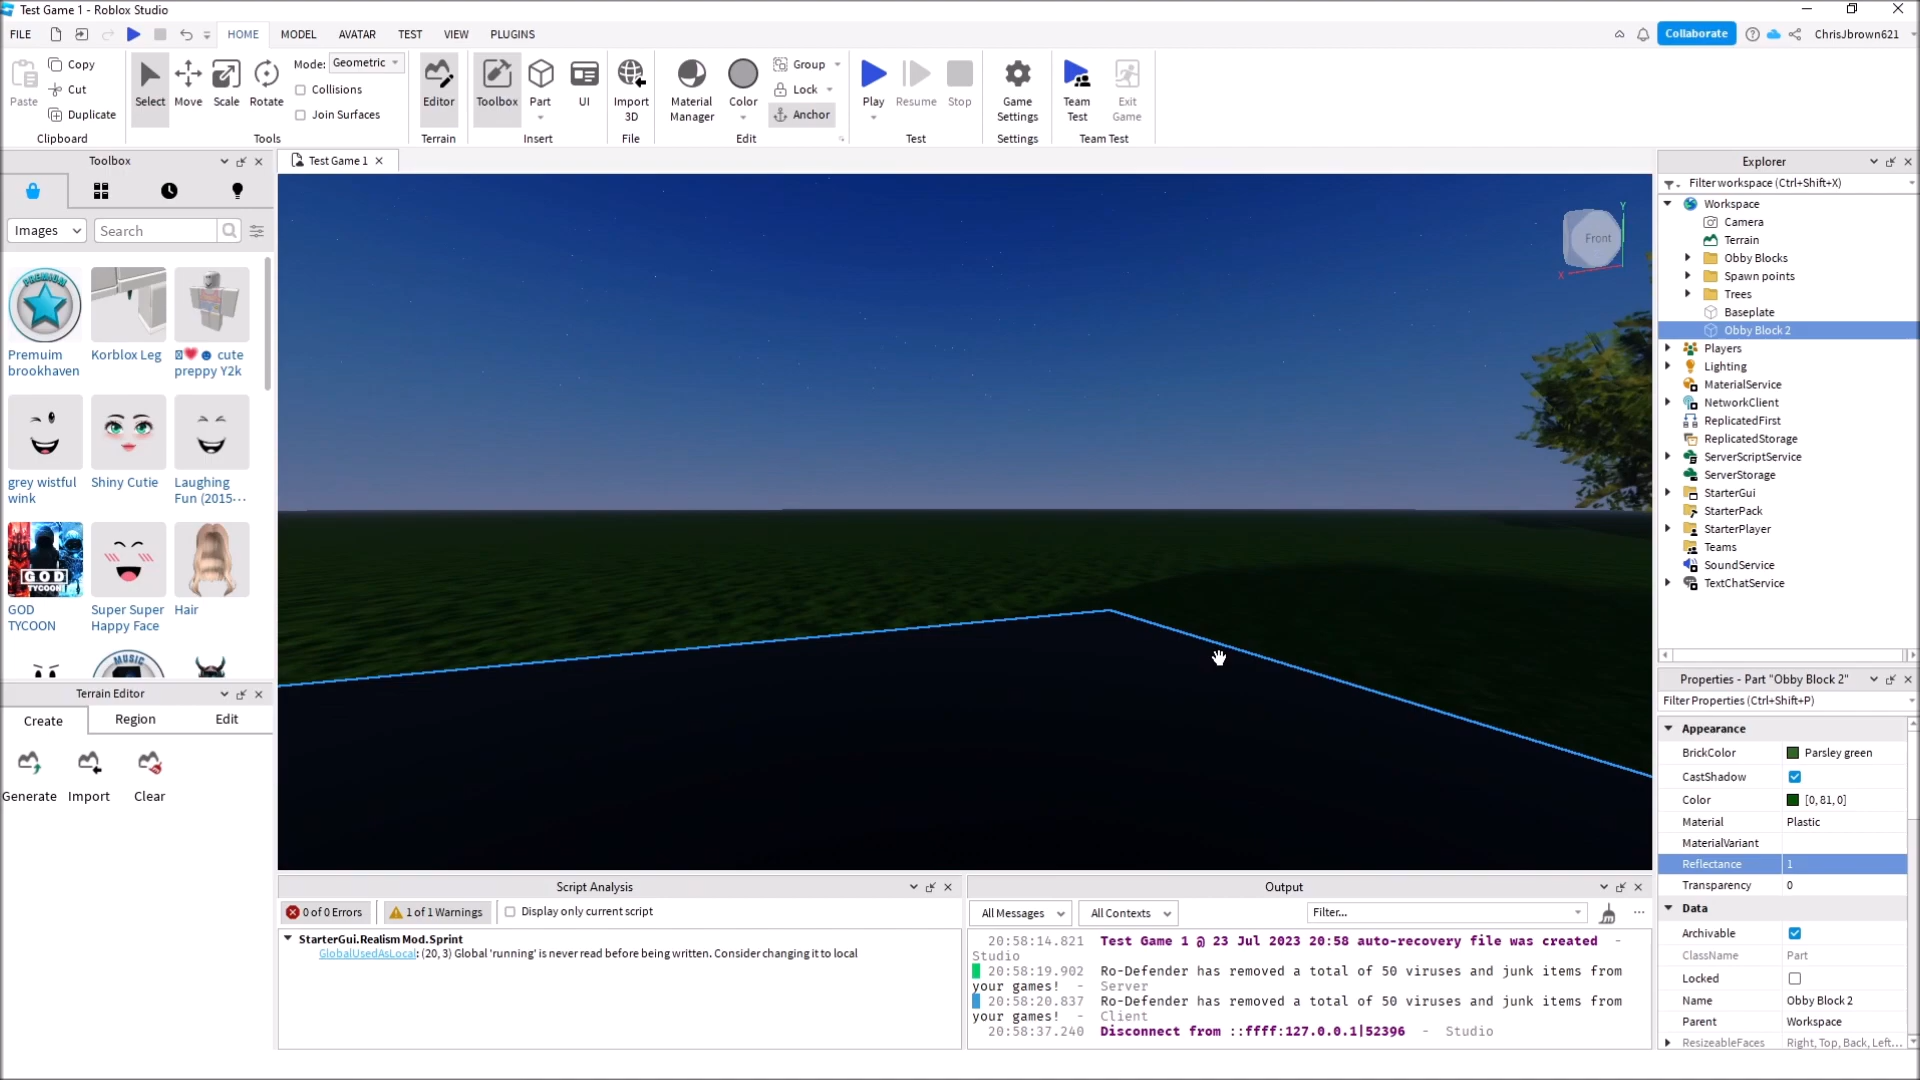 Test Game 1 - Roblox Studio
FILE HOME MODEL AVATAR TEST VIEW PLUGINS Collaborate ChrisJbrown621
Paste Copy Cut Duplicate
Clipboard
Select Move Scale Rotate
Mode: Geometric
Collisions
Join Surfaces
Tools
Editor
Terrain
Toolbox Part UI
Insert
Import 3D
File
Material Manager Color
Group
Lock
Anchor
Edit
Play Resume Stop
Test
Game Settings
Settings
Team Test Exit Game
Team Test
Toolbox
Images Search
Premuim brookhaven
Korblox Leg
cute preppy Y2k
grey wistful wink
Shiny Cutie
Laughing Fun (2015-...
GOD TYCOON
GOD TYCOON
Super Super Happy Face
Hair
PREMIUM
MUSIC
Terrain Editor
Create Region Edit
Generate Import Clear
Test Game 1
Front
Y
X
Script Analysis
0 of 0 Errors 1 of 1 Warnings Display only current script
StarterGui.Realism Mod.Sprint
GlobalUsedAsLocal: (20, 3) Global 'running' is never read before being written. Consider changing it to local
Output
All Messages All Contexts Filter...
20:58:14.821 Test Game 1 @ 23 Jul 2023 20:58 auto-recovery file was created -
Studio
20:58:19.902 Ro-Defender has removed a total of 50 viruses and junk items from
your games! - Server
20:58:20.837 Ro-Defender has removed a total of 50 viruses and junk items from
your games! - Client
20:58:37.240 Disconnect from ::ffff:127.0.0.1|52396 - Studio
Explorer
Filter workspace (Ctrl+Shift+X)
Workspace
Camera
Terrain
Obby Blocks
Spawn points
Trees
Baseplate
Obby Block 2
Players
Lighting
MaterialService
NetworkClient
ReplicatedFirst
ReplicatedStorage
ServerScriptService
ServerStorage
StarterGui
StarterPack
StarterPlayer
Teams
SoundService
TextChatService
Properties - Part "Obby Block 2"
Filter Properties (Ctrl+Shift+P)
Appearance
BrickColor Parsley green
CastShadow
Color [0, 81, 0]
Material Plastic
MaterialVariant
Reflectance 1
Transparency 0
Data
Archivable
ClassName Part
Locked
Name Obby Block 2
Parent Workspace
ResizeableFaces Right, Top, Back, Left...